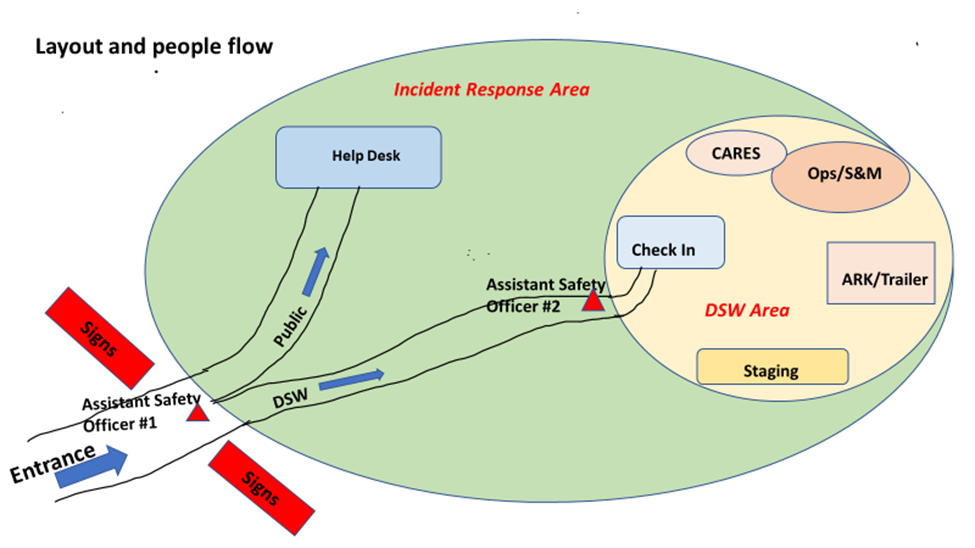 Layout and people flow
Incident Response Area
Help Desk
CARES
Ops/S&M
Check In
ARK/Trailer
Assistant Safety
Officer #2
DSW Area
Public
Signs
Staging
DSW
Assistant Safety
Officer #1
Entrance
Signs